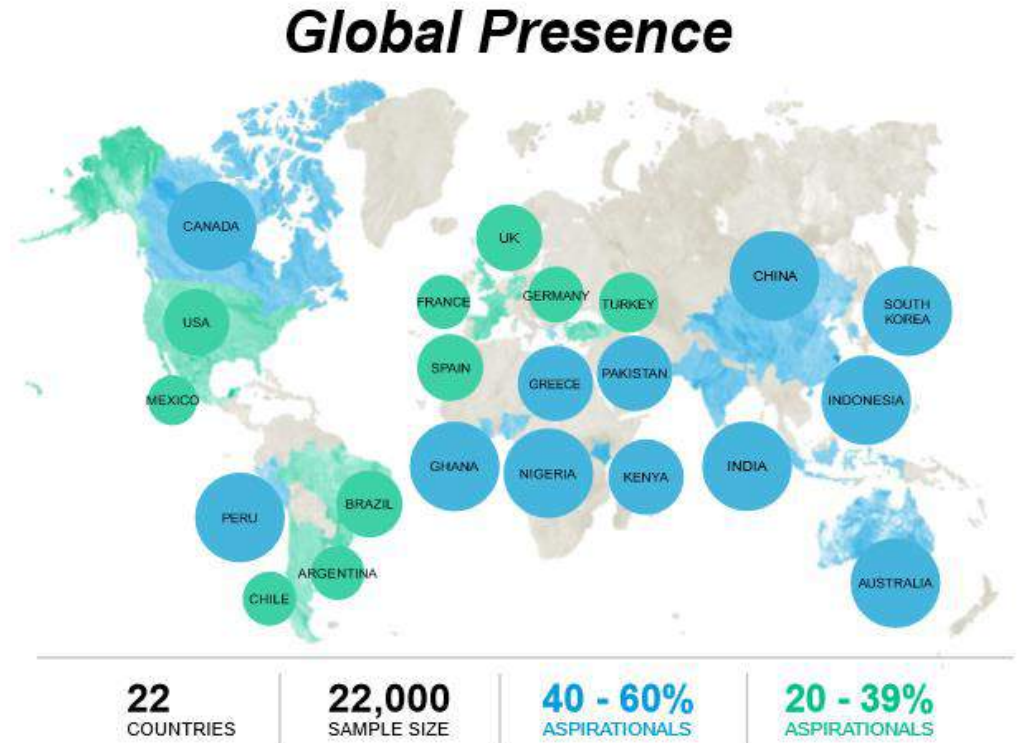 Global Presence
CANADA
UK
CHINA
FRANCE
GERMANY
TURKEY
SOUTH
KOREA
USA
SPAIN
GREECE
PAKISTAN
MEXICO
INDONESIA
GHANA
NIGERIA
KENYA
INDIA
PERU
BRAZIL
ARGENTINA
CHILE
AUSTRALIA
22
COUNTRIES
22,000
SAMPLE SIZE
40 - 60%
ASPIRATIONALS
20 - 39%
ASPIRATIONALS